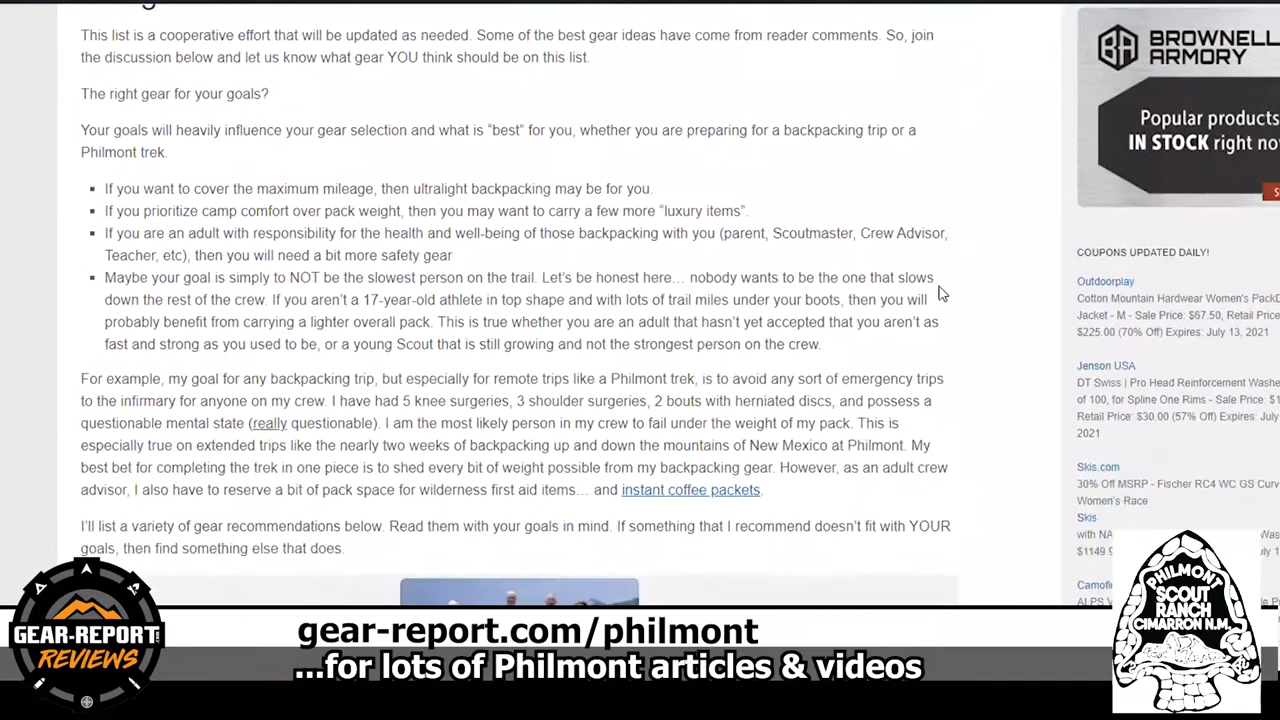 This list is a cooperative effort that will be updated as needed. Some of the best gear ideas have come from reader comments. So, join
the discussion below and let us know what gear YOU think should be on this list.
The right gear for your goals?
Your goals will heavily influence your gear selection and what is “best” for you, whether you are preparing for a backpacking trip or a
Philmont trek.
If you want to cover the maximum mileage, then ultralight backpacking may be for you.
If you prioritize camp comfort over pack weight, then you may want to carry a few more “luxury items”.
If you are an adult with responsibility for the health and well-being of those backpacking with you (parent, Scoutmaster, Crew Advisor,
Teacher, etc), then you will need a bit more safety gear
Maybe your goal is simply to NOT be the slowest person on the trail. Let’s be honest here… nobody wants to be the one that slows
down the rest of the crew. If you aren’t a 17-year-old athlete in top shape and with lots of trail miles under your boots, then you will
probably benefit from carrying a lighter overall pack. This is true whether you are an adult that hasn’t yet accepted that you aren’t as
fast and strong as you used to be, or a young Scout that is still growing and not the strongest person on the crew.
For example, my goal for any backpacking trip, but especially for remote trips like a Philmont trek, is to avoid any sort of emergency trips
to the infirmary for anyone on my crew. I have had 5 knee surgeries, 3 shoulder surgeries, 2 bouts with herniated discs, and possess a
questionable mental state (really questionable). I am the most likely person in my crew to fail under the weight of my pack. This is
especially true on extended trips like the nearly two weeks of backpacking up and down the mountains of New Mexico at Philmont. My
best bet for completing the trek in one piece is to shed every bit of weight possible from my backpacking gear. However, as an adult crew
advisor, I also have to reserve a bit of pack space for wilderness first aid items… and instant coffee packets.
I’ll list a variety of gear recommendations below. Read them with your goals in mind. If something that I recommend doesn’t fit with YOUR
goals, then find something else that does.
BROWNELL
ARMORY
Popular products
IN STOCK right no
COUPONS UPDATED DAILY!
Outdoorplay
Cotton Mountain Hardwear Women's Pack
Jacket - M - Sale Price: $67.50, Retail Price:
$225.00 (70% Off) Expires: July 13, 2021
Jenson USA
DT Swiss | Pro Head Reinforcement Washe
of 100, for Spline One Rims - Sale Price: $1
Retail Price: $30.00 (57% Off) Expires: July
2021
Skis.com
30% Off MSRP - Fischer RC4 WC GS Curv
Women's Race
Skis
with NA
$1149.9
Camofi
ALPS
GEAR-REPORT
REVIEWS
gear-report.com/philmont
...for lots of Philmont articles & videos
PHILMONT
SCOUT
RANCH
CIMARRON N.M.